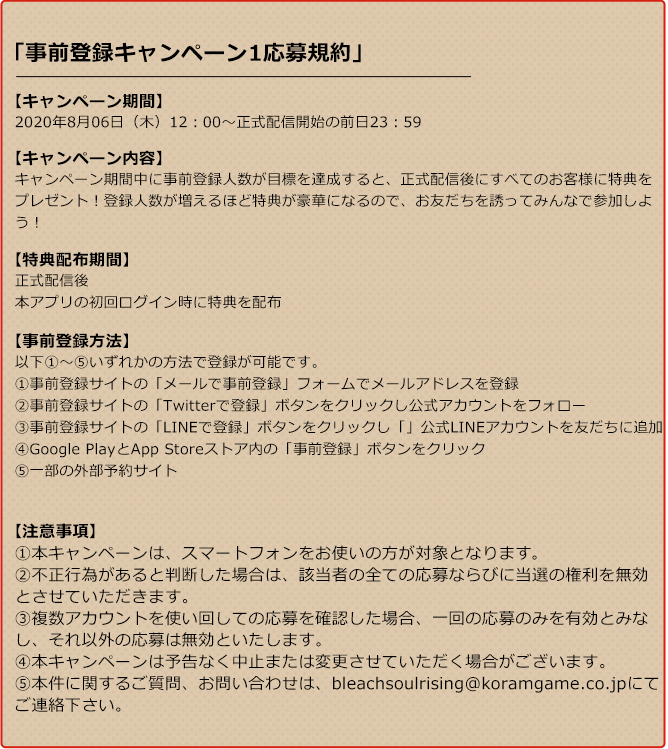 「事前登録キャンペーン1応募規約」
【キャンペーン期間】
2020年8月06日（木）12：00～正式配信開始の前日23：59
【キャンペーン内容】
キャンペーン期間中に事前登録人数が目標を達成すると、正式配信後にすべてのお客様に特典を
プレゼント！登録人数が増えるほど特典が豪華になるので、お友だちを誘ってみんなで参加しよ
う！
【特典配布期間】
正式配信後
本アプリの初回ログイン時に特典を配布
【事前登録方法】
以下①～⑤いずれかの方法で登録が可能です。
①事前登録サイトの「メールで事前登録」フォームでメールアドレスを登録
②事前登録サイトの「Twitterで登録」ボタンをクリックし公式アカウントをフォロー
③事前登録サイトの「LINEで登録」ボタンをクリックし「」公式LINEアカウントを友だちに追加
④Google PlayとApp Storeストア内の「事前登録」ボタンをクリック
⑤一部の外部予約サイト
【注意事項】
①本キャンペーンは、スマートフォンをお使いの方が対象となります。
②不正行為があると判断した場合は、該当者の全ての応募ならびに当選の権利を無効
とさせていただきます。
③複数アカウントを使い回しての応募を確認した場合、一回の応募のみを有効とみな
し、それ以外の応募は無効といたします。
④本キャンペーンは予告なく中止または変更させていただく場合がございます。
⑤本件に関するご質問、お問い合わせは、bleachsoulrising@koramgame.co.jpにて
ご連絡下さい。